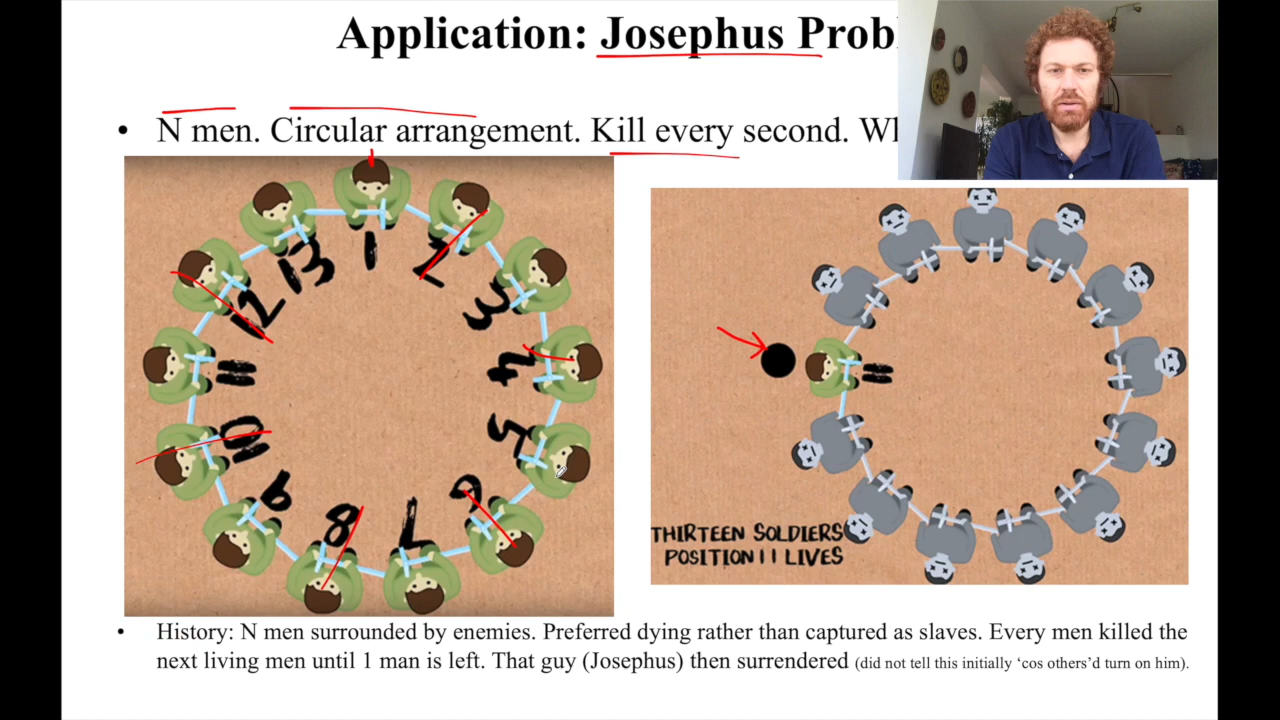 Application: Josephus Prob
• N men. Circular arrangement. Kill every second. Wh
1
2
3
4
5
6
7
8
9
10
11
12
13
11
THIRTEEN SOLDIERS
POSITION 11 LIVES
• History: N men surrounded by enemies. Preferred dying rather than captured as slaves. Every men killed the
next living men until 1 man is left. That guy (Josephus) then surrendered (did not tell this initially ‘cos others’d turn on him).